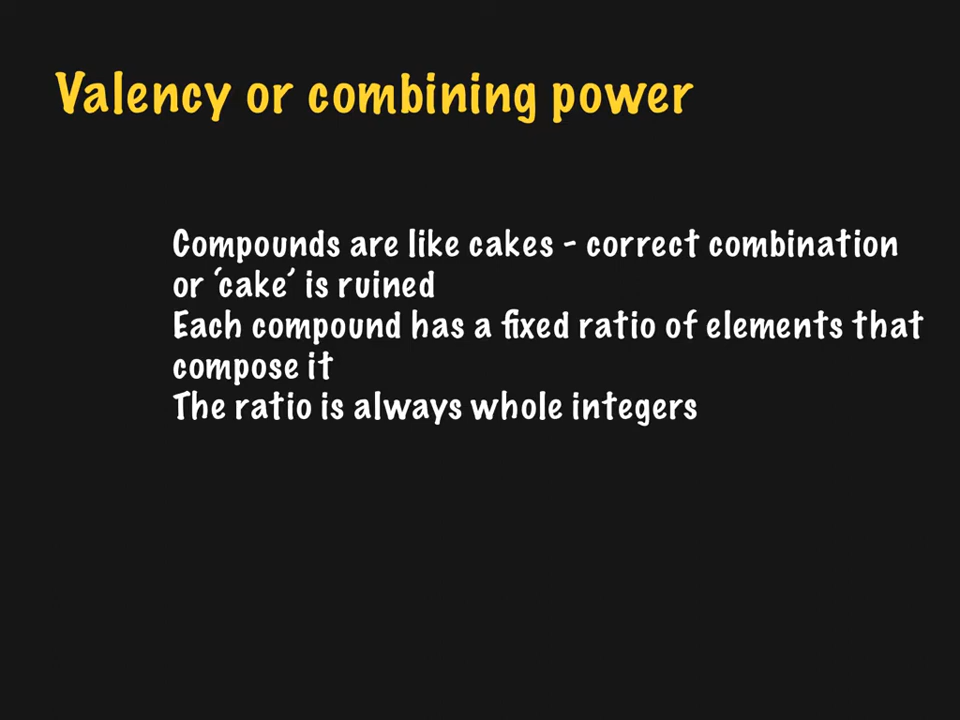 Valency or combining power
Compounds are like cakes - correct combination
or ‘cake’ is ruined
Each compound has a fixed ratio of elements that
compose it
The ratio is always whole integers